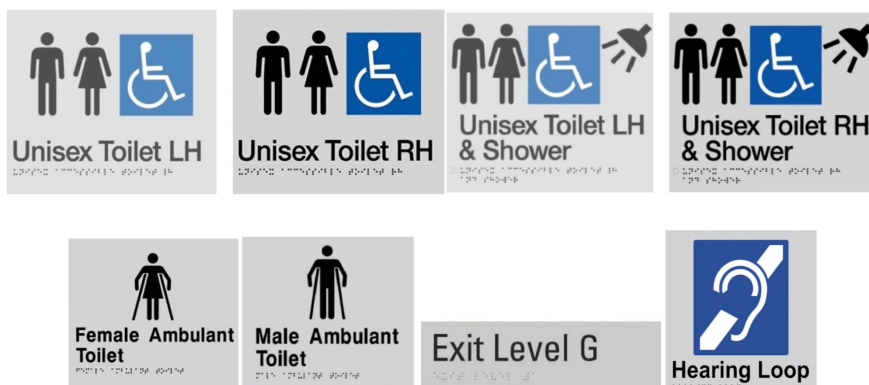 Unisex Toilet LH
Unisex Toilet RH
Unisex Toilet LH
& Shower
Unisex Toilet RH
& Shower
Female Ambulant
Toilet
Male Ambulant
Toilet
Exit Level G
Hearing Loop